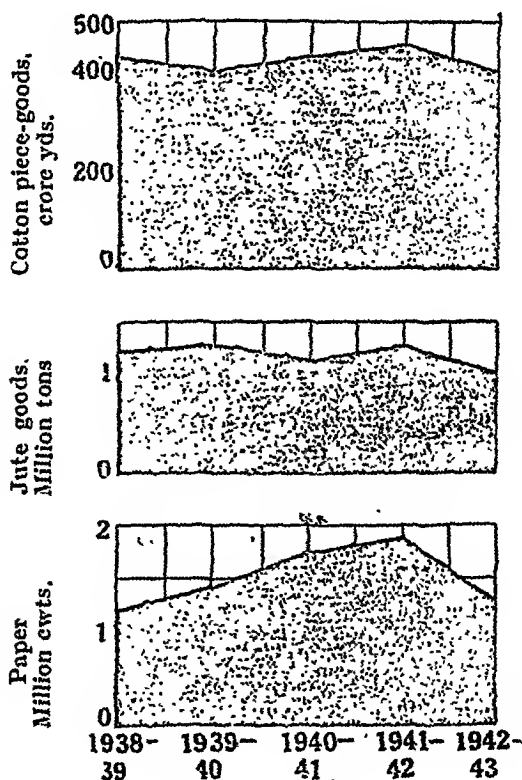 Cotton piece-goods,
crore yds.
500
400
200
0
Jute goods.
Million tons
1
0
Paper
Million cwts.
2
1
0
1938-39
1939-40
1940-41
1941-42
1942-43